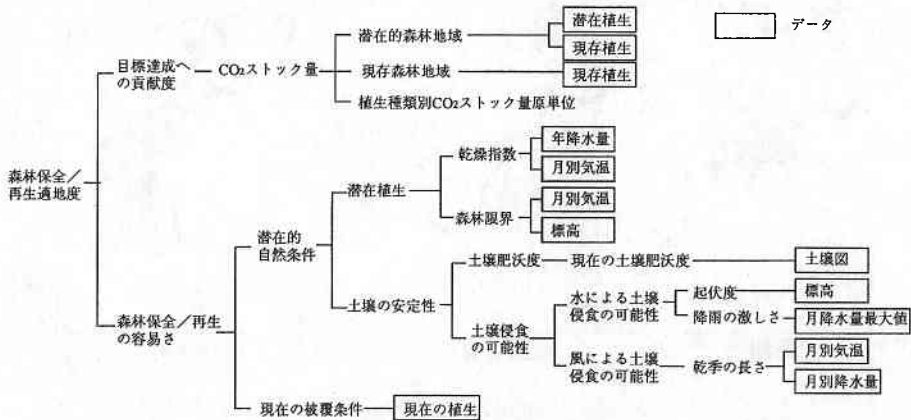 データ
潜在植生
潜在的森林地域
現存植生
目標達成へ
の貢献度
CO₂ストック量
現存森林地域
現存植生
植生種類別CO₂ストック量原単位
年降水量
乾燥指数
月別気温
森林保全／
再生適地度
潜在植生
月別気温
森林限界
標高
潜在的
自然条件
土壌肥沃度
現在の土壌肥沃度
土壌図
土壌の安定性
水による土壌
侵食の可能性
起伏度
標高
降雨の激しさ
月降水量最大値
森林保全／再生
の容易さ
土壌侵食
の可能性
風による土壌
侵食の可能性
乾季の長さ
月別気温
月別降水量
現在の被覆条件
現在の植生